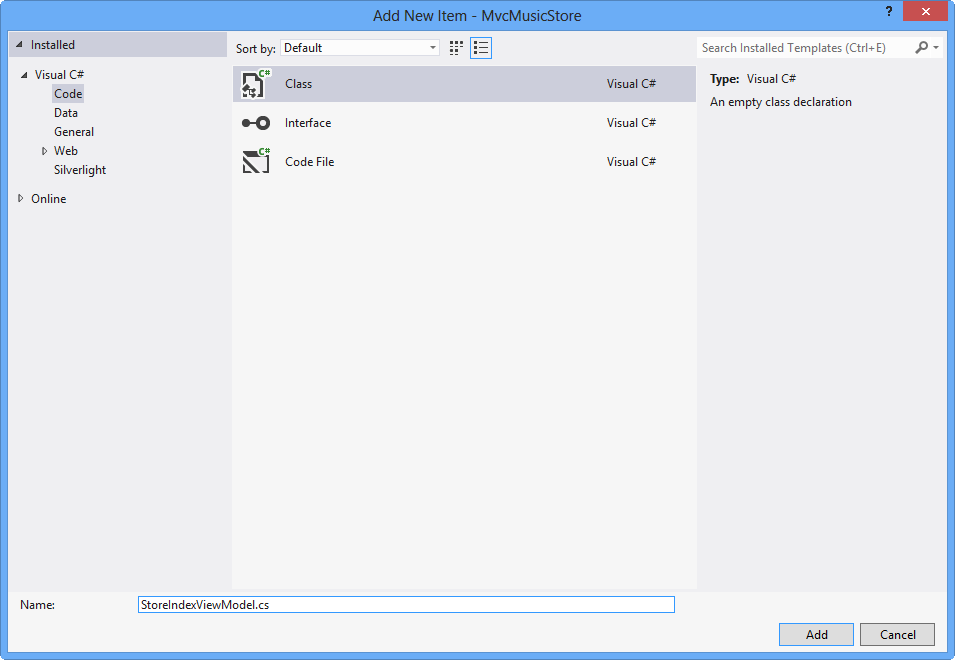 Add New Item - MvcMusicStore
?
Installed
Sort by: Default
Search Installed Templates (Ctrl+E)
Visual C#
Code
Data
General
Web
Silverlight
Online
C#
Class Visual C#
Interface Visual C#
C#
Code File Visual C#
Type: Visual C#
An empty class declaration
Name: StoreIndexViewModel.cs
Add Cancel